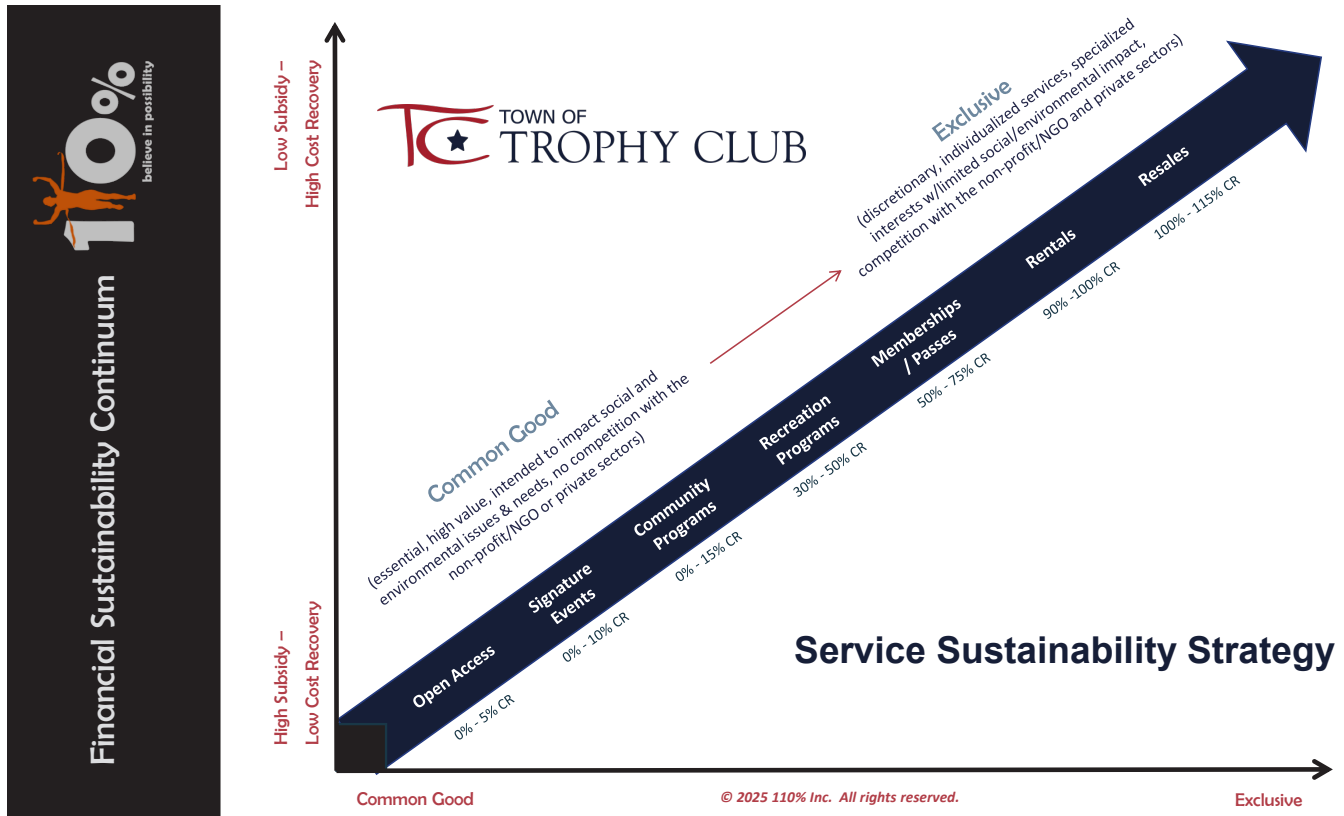 Financial Sustainability Continuum
110%
believe in possibility
Low Subsidy –
High Cost Recovery
TC
TOWN OF
TROPHY CLUB
Exclusive
(discretionary, individualized services, specialized
interests w/limited social/environmental impact,
competition with the non-profit/NGO and private sectors)
Common Good
(essential, high value, intended to impact social and
environmental issues & needs, no competition with the
non-profit/NGO or private sectors)
Open Access
0% - 5% CR
Signature
Events
0% - 10% CR
Community
Programs
0% - 15% CR
Recreation
Programs
30% - 50% CR
Memberships
/ Passes
50% - 75% CR
Rentals
90% -100% CR
Resales
100% - 115% CR
Service Sustainability Strategy
High Subsidy –
Low Cost Recovery
Common Good
© 2025 110% Inc. All rights reserved.
Exclusive